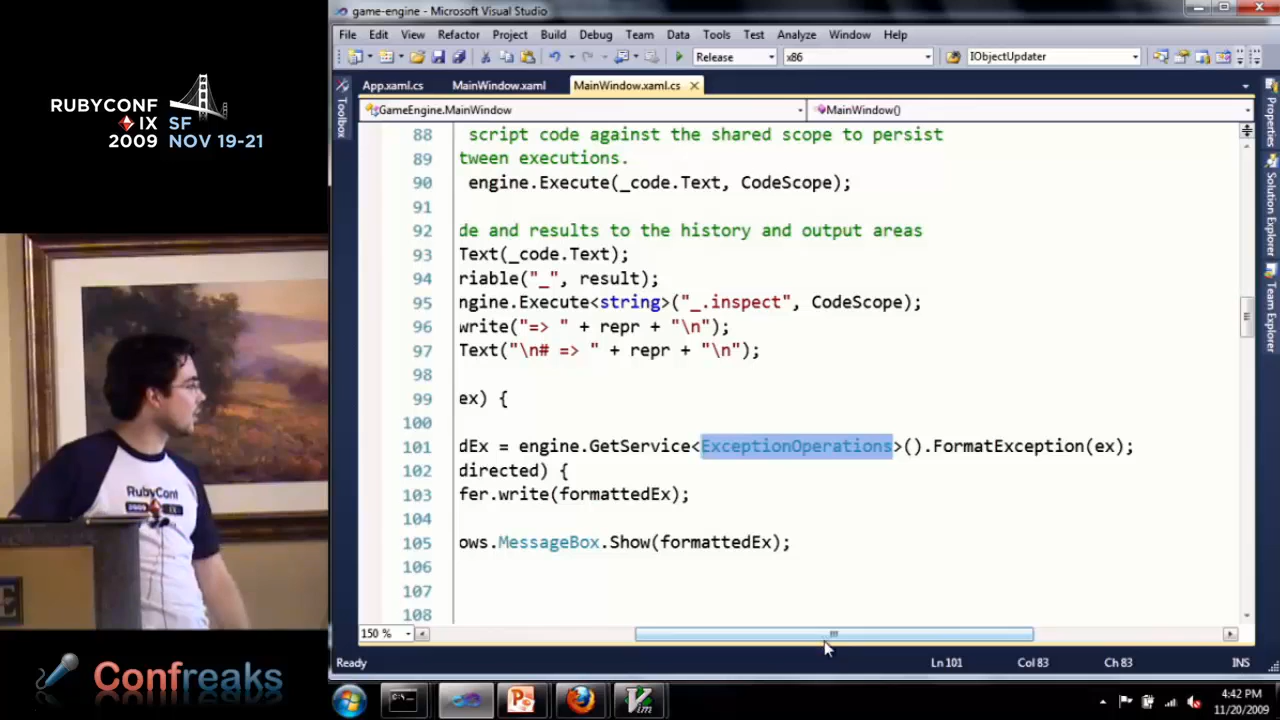 game-engine - Microsoft Visual Studio
File Edit View Refactor Project Build Debug Team Data Tools Test Analyze Window Help
Release x86 IObjectUpdater
App.xaml.cs MainWindow.xaml MainWindow.xaml.cs
GameEngine.MainWindow MainWindow()
RUBYCONF
IX SF
2009 NOV 19-21
88 script code against the shared scope to persist
89 tween executions.
90 engine.Execute(_code.Text, CodeScope);
91
92 de and results to the history and output areas
93 Text(_code.Text);
94 riable("_", result);
95 ngine.Execute<string>("_.inspect", CodeScope);
96 write("=> " + repr + "\n");
97 Text("\n# => " + repr + "\n");
98
99 ex) {
100
101 dEx = engine.GetService<ExceptionOperations>().FormatException(ex);
102 directed) {
103 fer.write(formattedEx);
104
105 ows.MessageBox.Show(formattedEx);
106
107
108
Toolbox
Properties
Solution Explorer
Team Explorer
RubyConf
2009 IX
150 %
Ready Ln 101 Col 83 Ch 83 INS
Confreaks
4:42 PM
11/20/2009